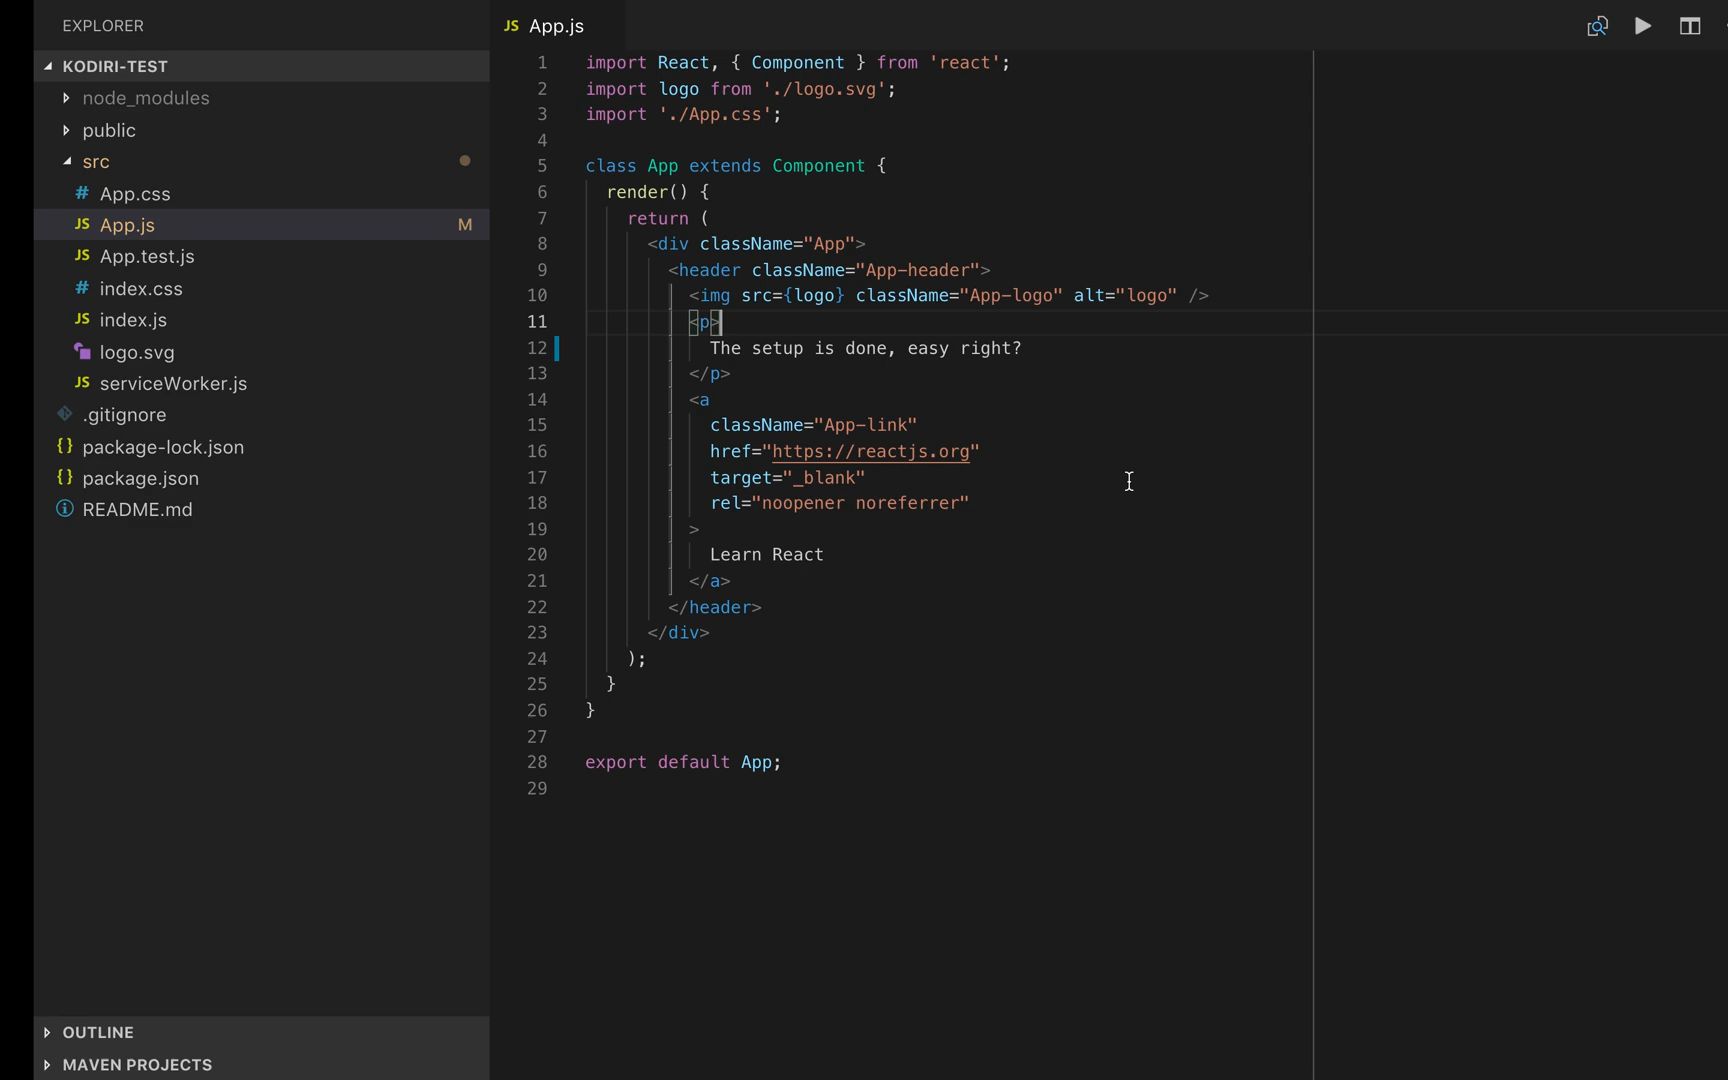 EXPLORER
KODIRI-TEST
node_modules
public
src
# App.css
JS App.js M
JS App.test.js
# index.css
JS index.js
logo.svg
JS serviceWorker.js
.gitignore
{} package-lock.json
{} package.json
README.md
OUTLINE
MAVEN PROJECTS
JS App.js
1 import React, { Component } from 'react';
2 import logo from './logo.svg';
3 import './App.css';
4
5 class App extends Component {
6 render() {
7 return (
8 <div className="App">
9 <header className="App-header">
10 <img src={logo} className="App-logo" alt="logo" />
11 <p>
12 The setup is done, easy right?
13 </p>
14 <a
15 className="App-link"
16 href="https://reactjs.org"
17 target="_blank"
18 rel="noopener noreferrer"
19 >
20 Learn React
21 </a>
22 </header>
23 </div>
24 );
25 }
26 }
27
28 export default App;
29